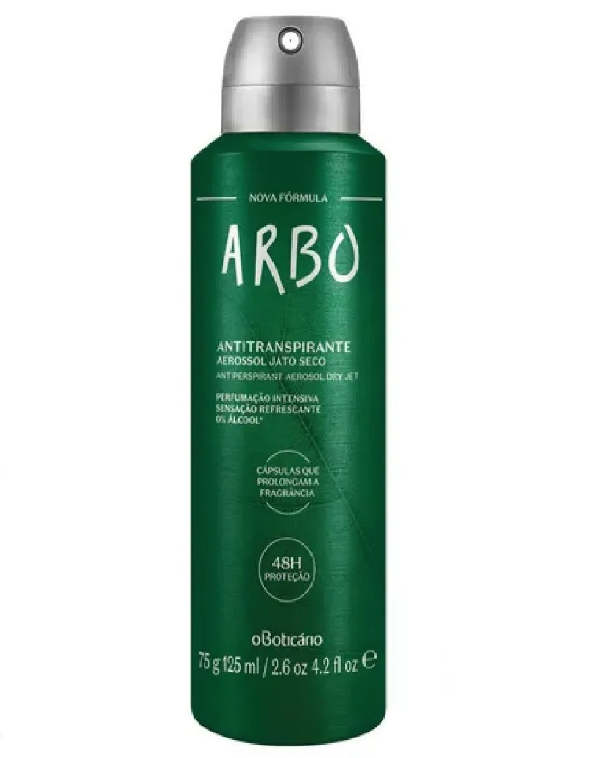 NOVA FÓRMULA
ARBO
ANTITRANSPIRANTE
AEROSSOL JATO SECO
ANTIPERSPIRANT AEROSOL DRY JET
PERFUMAÇÃO INTENSIVA
SENSAÇÃO REFRESCANTE
0% ÁLCOOL*
CÁPSULAS QUE
PROLONGAM A
FRAGRÂNCIA
48H
PROTEÇÃO
oBoticário
75 g 125 ml / 2.6 oz 4.2 fl oz ℮